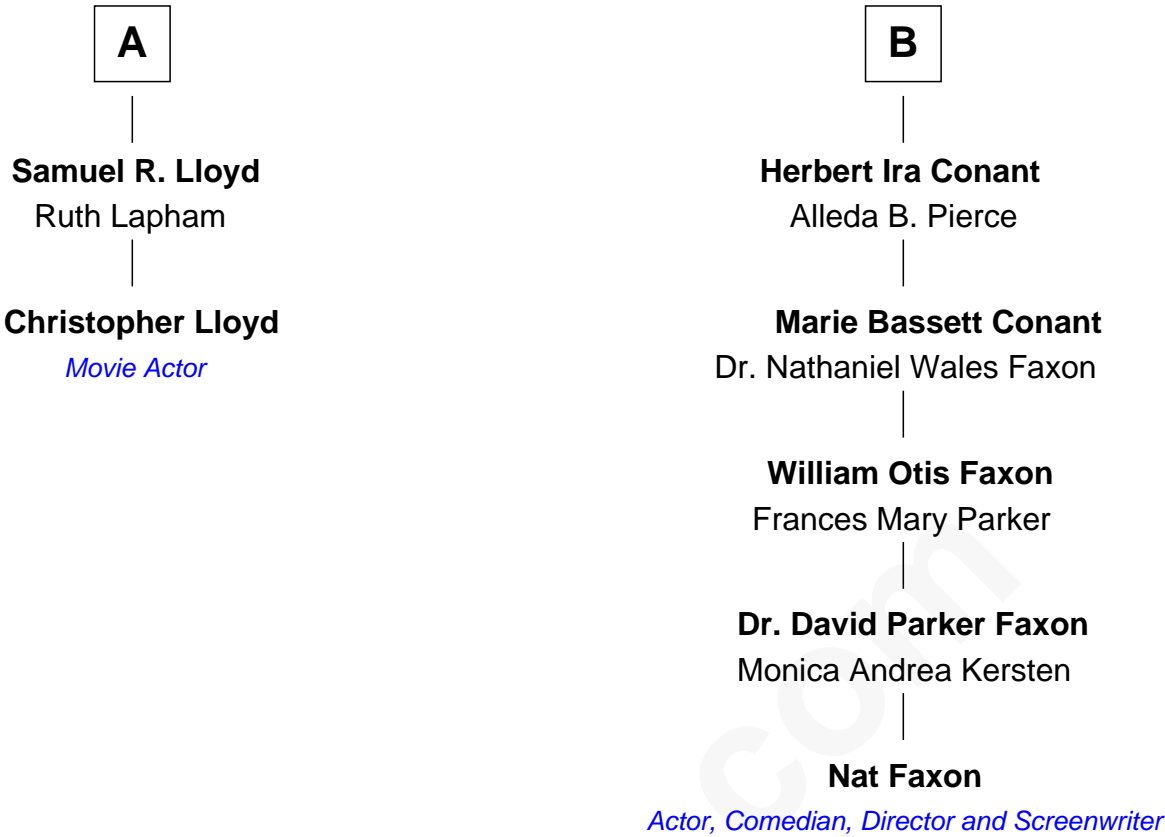 A
Samuel R. Lloyd
Ruth Lapham
Christopher Lloyd
Movie Actor
B
Herbert Ira Conant
Alleda B. Pierce
Marie Bassett Conant
Dr. Nathaniel Wales Faxon
William Otis Faxon
Frances Mary Parker
Dr. David Parker Faxon
Monica Andrea Kersten
Nat Faxon
Actor, Comedian, Director and Screenwriter
com